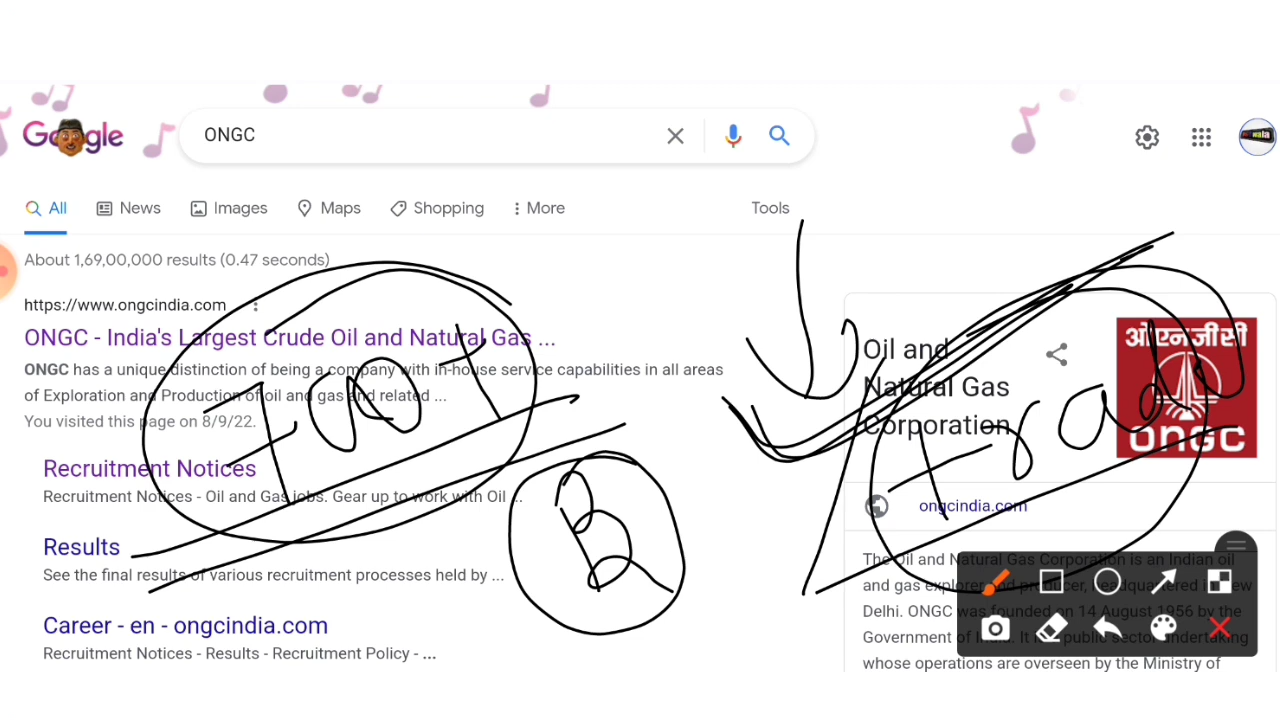 Google
ONGC
All
News
Images
Maps
Shopping
More
Tools
About 1,69,00,000 results (0.47 seconds)
https://www.ongcindia.com
ONGC - India's Largest Crude Oil and Natural Gas ...
ONGC has a unique distinction of being a company with in-house service capabilities in all areas
of Exploration and Production of oil and gas and related ...
You visited this page on 8/9/22.
Recruitment Notices
Recruitment Notices - Oil and Gas jobs. Gear up to work with Oil ...
Results
See the final results of various recruitment processes held by ...
Career - en - ongcindia.com
Recruitment Notices - Results - Recruitment Policy - ...
B
Oil and
Natural Gas
Corporation
ओएनजीसी
ONGC
ongcindia.com
The Oil and Natural Gas Corporation is an Indian oil
and gas explorer and producer, headquartered in New
Delhi. ONGC was founded on 14 August 1956 by the
Government of India. It is a public sector undertaking
whose operations are overseen by the Ministry of